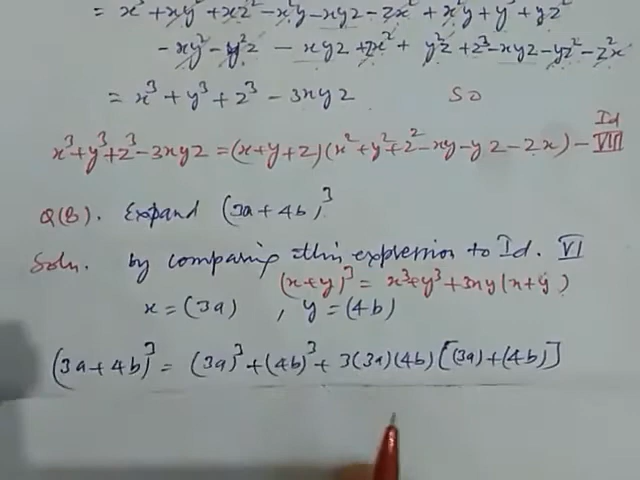 = x³ + xy² + xz² - x²y - xyz - zx² + x²y + y³ + yz²
- xy² - y²z - xyz + zx² + y²z + z³ - xyz - yz² - z²x
= x³ + y³ + z³ - 3xyz SO
x³+y³+z³-3xyz = (x+y+z)(x²+y²+z²-xy-yz-zx) - Id VIII
Q(B). Expand (3a+4b)³
Soln. by comparing this expression to Id. VI
(x+y)³ = x³+y³+3xy(x+y)
x = (3a) , y = (4b)
(3a+4b)³ = (3a)³+(4b)³+3(3a)(4b)[(3a)+(4b)]